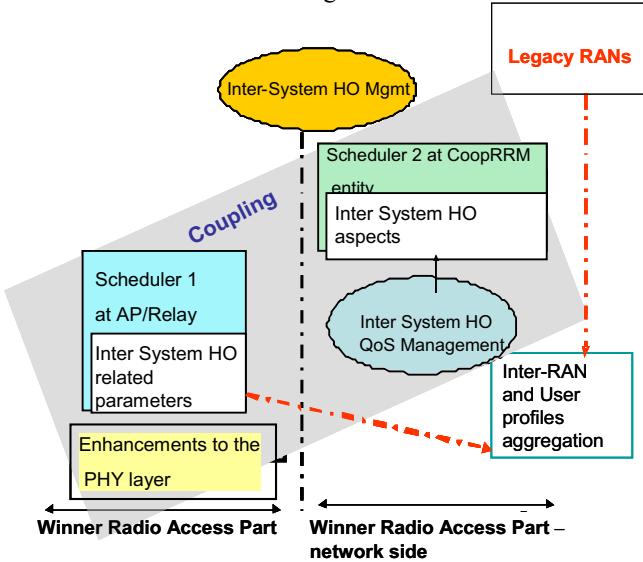 Legacy RANs
Inter-System HO Mgmt
Scheduler 2 at CoopRRM
entity
Inter System HO
aspects
Coupling
Scheduler 1
at AP/Relay
Inter System HO
related
parameters
Inter System HO
QoS Management
Inter-RAN
and User
profiles
aggregation
Enhancements to the
PHY layer
Winner Radio Access Part
Winner Radio Access Part –
network side